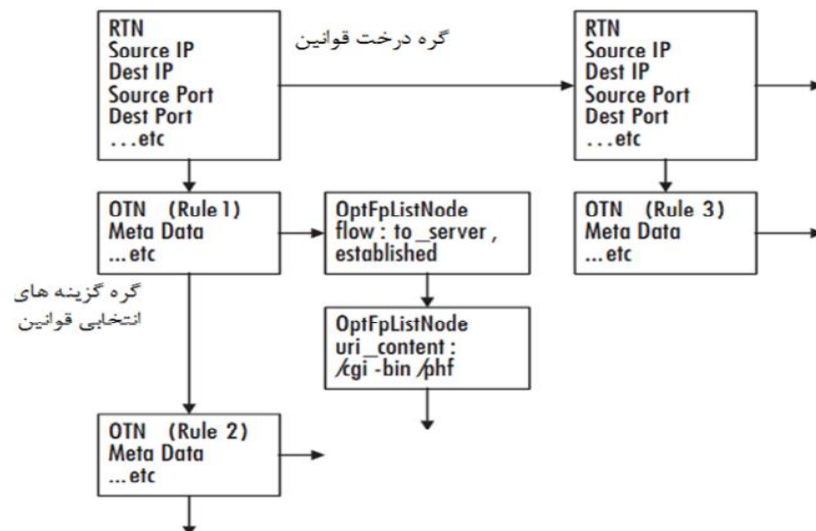 RTN
Source IP
Dest IP
Source Port
Dest Port
...etc
گره درخت قوانین
RTN
Source IP
Dest IP
Source Port
Dest Port
...etc
OTN (Rule 1)
Meta Data
...etc
OptFpListNode
flow : to_server ,
established
OTN (Rule 3)
Meta Data
...etc
گره گزینه های
انتخابی قوانین
OptFpListNode
uri_content :
/cgi -bin /phf
OTN (Rule 2)
Meta Data
...etc